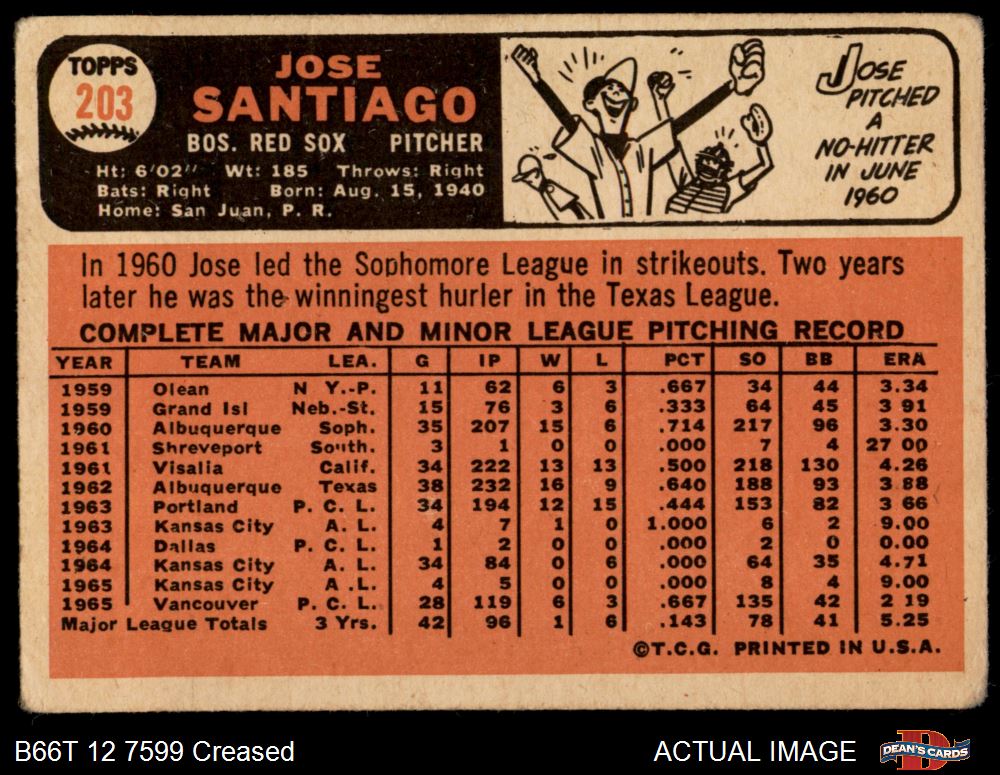 TOPPS
203
JOSE
SANTIAGO
BOS. RED SOX PITCHER
Ht: 6'02" Wt: 185 Throws: Right
Bats: Right Born: Aug. 15, 1940
Home: San Juan, P. R.
JOSE
PITCHED
A
NO-HITTER
IN JUNE
1960
In 1960 Jose led the Sophomore League in strikeouts. Two years
later he was the winningest hurler in the Texas League.
COMPLETE MAJOR AND MINOR LEAGUE PITCHING RECORD
YEAR TEAM LEA. G IP W L PCT SO BB ERA
1959 Olean N Y.-P. 11 62 6 3 .667 34 44 3.34
1959 Grand Isl Neb.-St. 15 76 3 6 .333 64 45 3 91
1960 Albuquerque Soph. 35 207 15 6 .714 217 96 3.30
1961 Shreveport South. 3 1 0 0 .000 7 4 27 00
1961 Visalia Calif. 34 222 13 13 .500 218 130 4.26
1962 Albuquerque Texas 38 232 16 9 .640 188 93 3.88
1963 Portland P. C. L. 34 194 12 15 .444 153 82 3 66
1963 Kansas City A. L. 4 7 1 0 1.000 6 2 9.00
1964 Dallas P. C. L. 1 2 0 0 .000 2 0 0.00
1964 Kansas City A. L. 34 84 0 6 .000 64 35 4.71
1965 Kansas City A .L. 4 5 0 0 .000 8 4 9.00
1965 Vancouver P. C. L. 28 119 6 3 .667 135 42 2 19
Major League Totals 3 Yrs. 42 96 1 6 .143 78 41 5.25
©T.C.G. PRINTED IN U.S.A.
B66T 12 7599 Creased ACTUAL IMAGE
DEAN'S CARDS